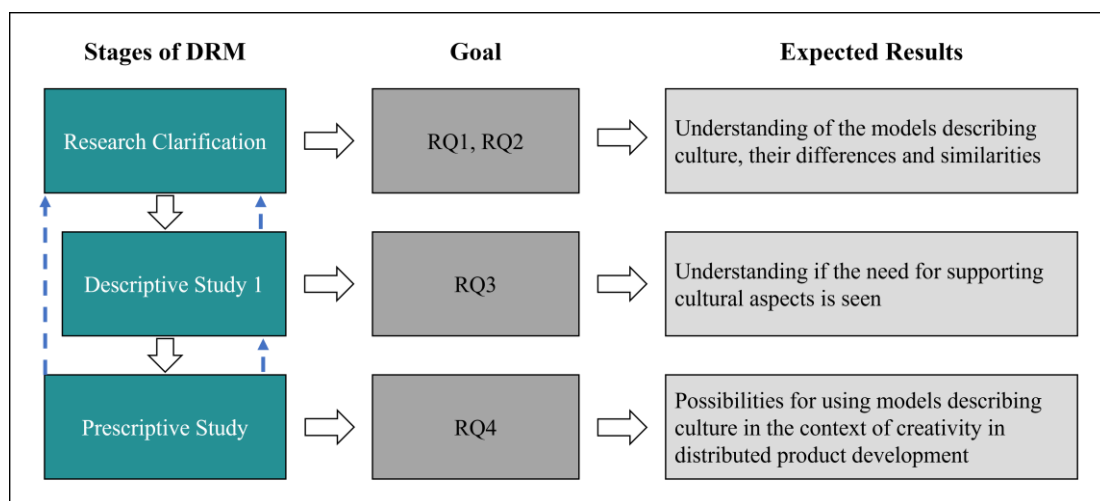 Stages of DRM
Goal
Expected Results
Research Clarification
RQ1, RQ2
Understanding of the models describing
culture, their differences and similarities
Descriptive Study 1
RQ3
Understanding if the need for supporting
cultural aspects is seen
Prescriptive Study
RQ4
Possibilities for using models describing
culture in the context of creativity in
distributed product development